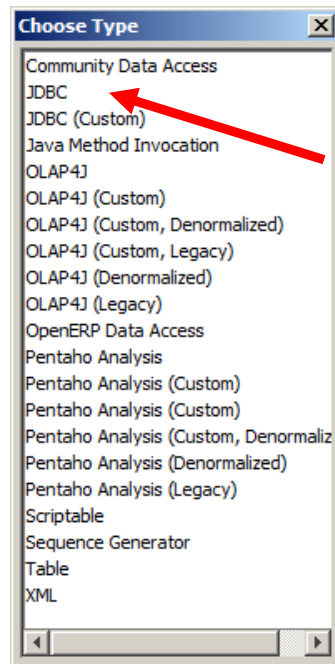 Choose Type
Community Data Access
JDBC
JDBC (Custom)
Java Method Invocation
OLAP4J
OLAP4J (Custom)
OLAP4J (Custom, Denormalized)
OLAP4J (Custom, Legacy)
OLAP4J (Denormalized)
OLAP4J (Legacy)
OpenERP Data Access
Pentaho Analysis
Pentaho Analysis (Custom)
Pentaho Analysis (Custom)
Pentaho Analysis (Custom, Denormaliz
Pentaho Analysis (Denormalized)
Pentaho Analysis (Legacy)
Scriptable
Sequence Generator
Table
XML